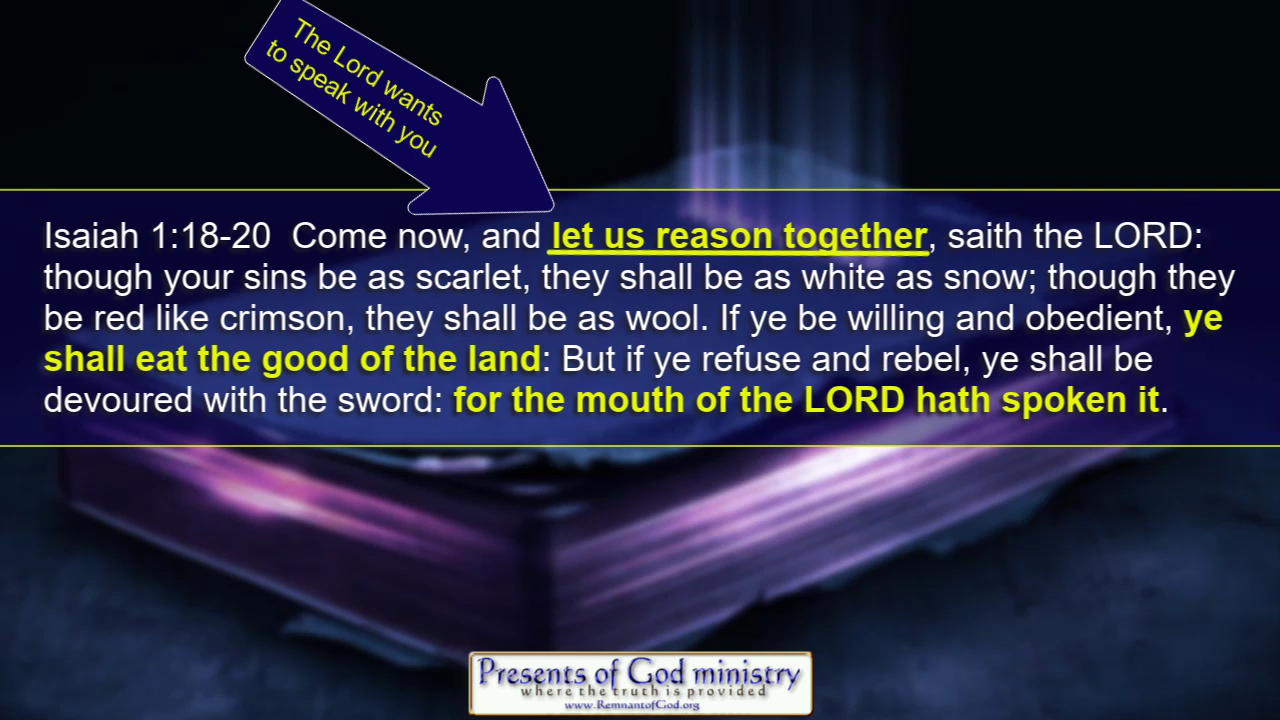 The Lord wants
to speak with you
Isaiah 1:18-20  Come now, and let us reason together, saith the LORD:
though your sins be as scarlet, they shall be as white as snow; though they
be red like crimson, they shall be as wool. If ye be willing and obedient, ye
shall eat the good of the land: But if ye refuse and rebel, ye shall be
devoured with the sword: for the mouth of the LORD hath spoken it.
Presents of God ministry
where the truth is provided
www.RemnantofGod.org